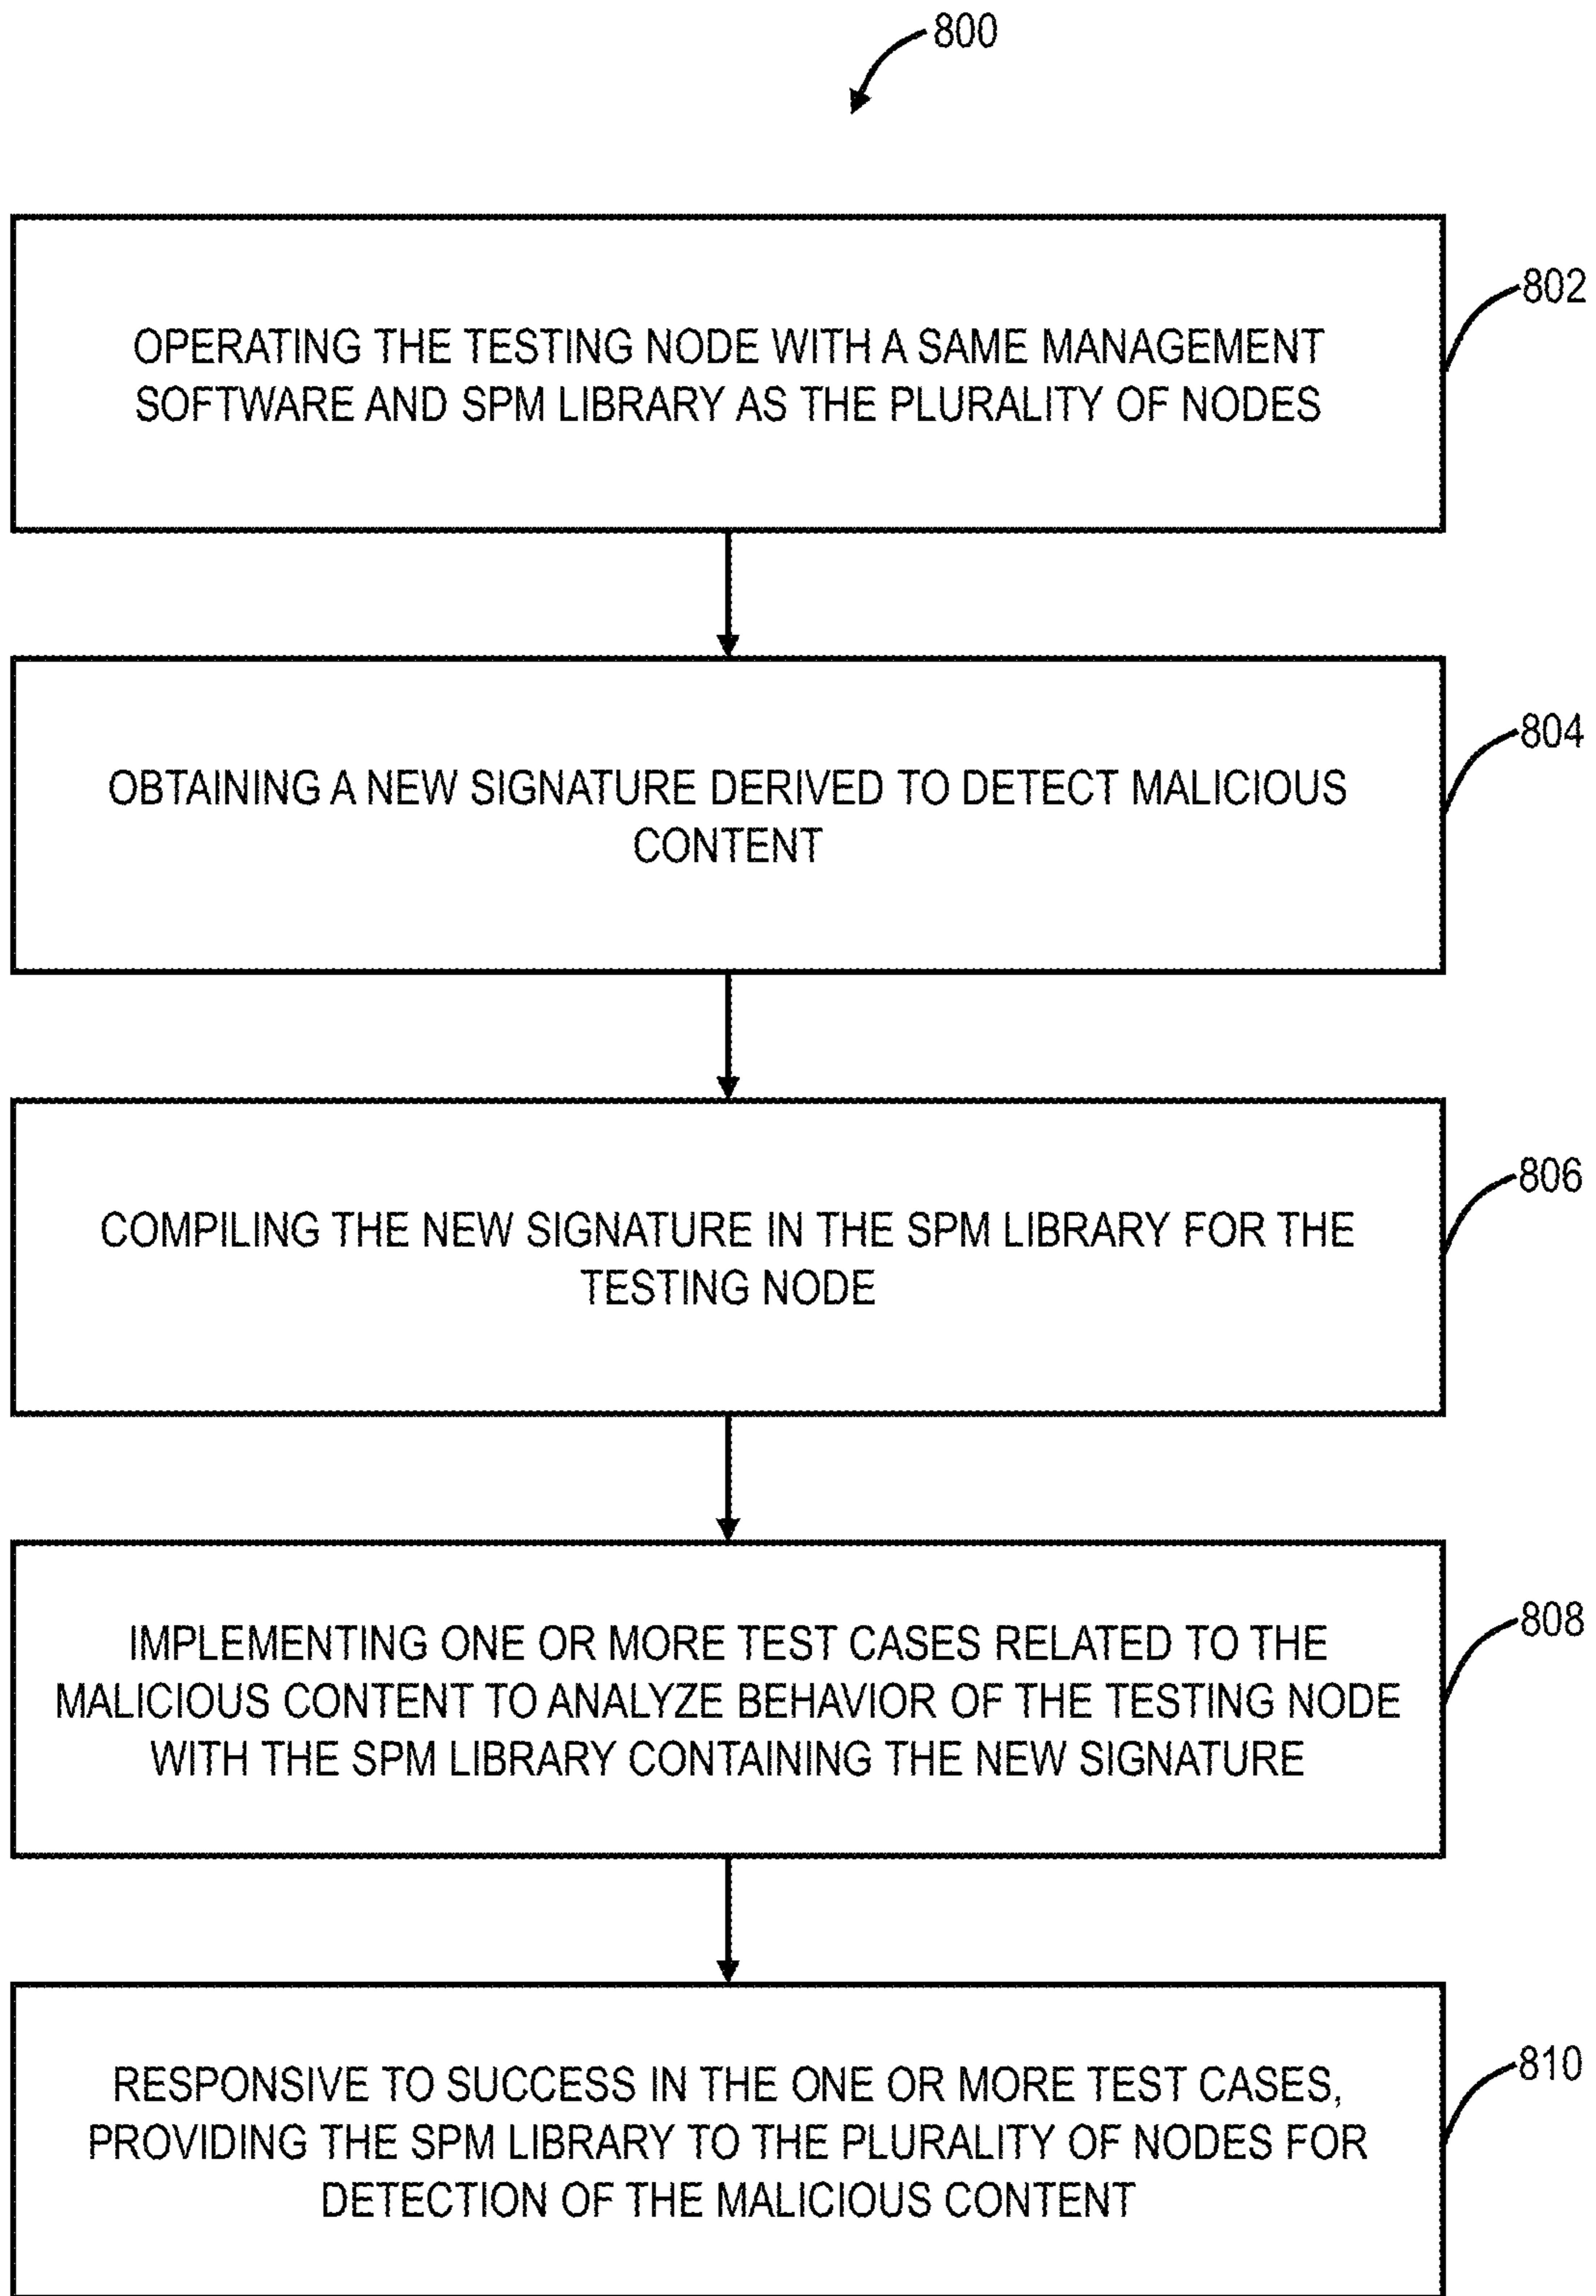 800
OPERATING THE TESTING NODE WITH A SAME MANAGEMENT
SOFTWARE AND SPM LIBRARY AS THE PLURALITY OF NODES
802
OBTAINING A NEW SIGNATURE DERIVED TO DETECT MALICIOUS
CONTENT
804
COMPILING THE NEW SIGNATURE IN THE SPM LIBRARY FOR THE
TESTING NODE
806
IMPLEMENTING ONE OR MORE TEST CASES RELATED TO THE
MALICIOUS CONTENT TO ANALYZE BEHAVIOR OF THE TESTING NODE
WITH THE SPM LIBRARY CONTAINING THE NEW SIGNATURE
808
RESPONSIVE TO SUCCESS IN THE ONE OR MORE TEST CASES,
PROVIDING THE SPM LIBRARY TO THE PLURALITY OF NODES FOR
DETECTION OF THE MALICIOUS CONTENT
810